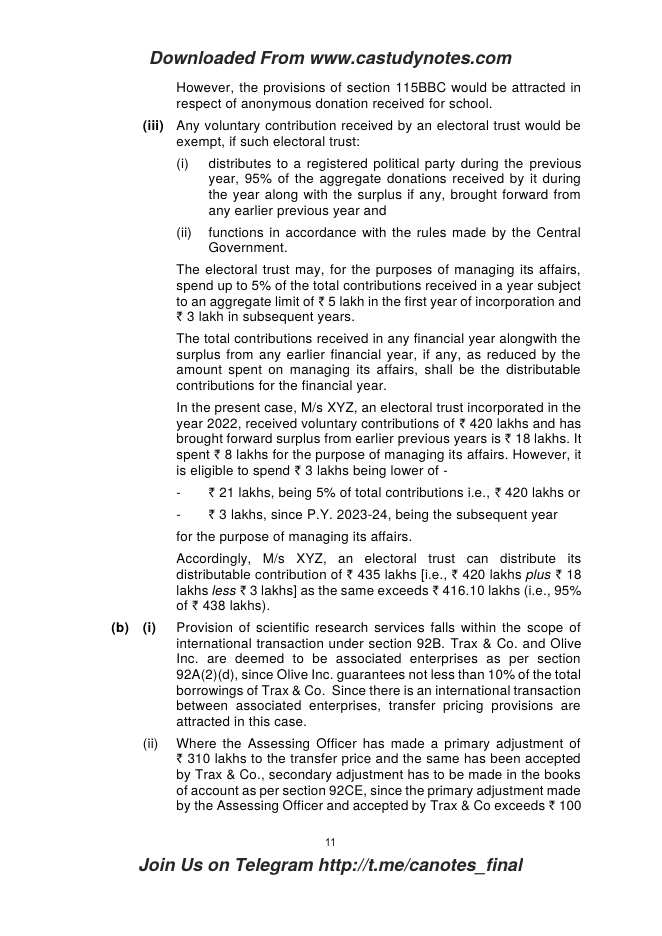 Downloaded From www.castudynotes.com
However, the provisions of section 115BBC would be attracted in
respect of anonymous donation received for school.
(iii) Any voluntary contribution received by an electoral trust would be
exempt, if such electoral trust:
(i) distributes to a registered political party during the previous
year, 95% of the aggregate donations received by it during
the year along with the surplus if any, brought forward from
any earlier previous year and
(ii) functions in accordance with the rules made by the Central
Government.
The electoral trust may, for the purposes of managing its affairs,
spend up to 5% of the total contributions received in a year subject
to an aggregate limit of ₹ 5 lakh in the first year of incorporation and
₹ 3 lakh in subsequent years.
The total contributions received in any financial year alongwith the
surplus from any earlier financial year, if any, as reduced by the
amount spent on managing its affairs, shall be the distributable
contributions for the financial year.
In the present case, M/s XYZ, an electoral trust incorporated in the
year 2022, received voluntary contributions of ₹ 420 lakhs and has
brought forward surplus from earlier previous years is ₹ 18 lakhs. It
spent ₹ 8 lakhs for the purpose of managing its affairs. However, it
is eligible to spend ₹ 3 lakhs being lower of -
- ₹ 21 lakhs, being 5% of total contributions i.e., ₹ 420 lakhs or
- ₹ 3 lakhs, since P.Y. 2023-24, being the subsequent year
for the purpose of managing its affairs.
Accordingly, M/s XYZ, an electoral trust can distribute its
distributable contribution of ₹ 435 lakhs [i.e., ₹ 420 lakhs plus ₹ 18
lakhs less ₹ 3 lakhs] as the same exceeds ₹ 416.10 lakhs (i.e., 95%
of ₹ 438 lakhs).
(b) (i) Provision of scientific research services falls within the scope of
international transaction under section 92B. Trax & Co. and Olive
Inc. are deemed to be associated enterprises as per section
92A(2)(d), since Olive Inc. guarantees not less than 10% of the total
borrowings of Trax & Co. Since there is an international transaction
between associated enterprises, transfer pricing provisions are
attracted in this case.
(ii) Where the Assessing Officer has made a primary adjustment of
₹ 310 lakhs to the transfer price and the same has been accepted
by Trax & Co., secondary adjustment has to be made in the books
of account as per section 92CE, since the primary adjustment made
by the Assessing Officer and accepted by Trax & Co exceeds ₹ 100
11
Join Us on Telegram http://t.me/canotes_final